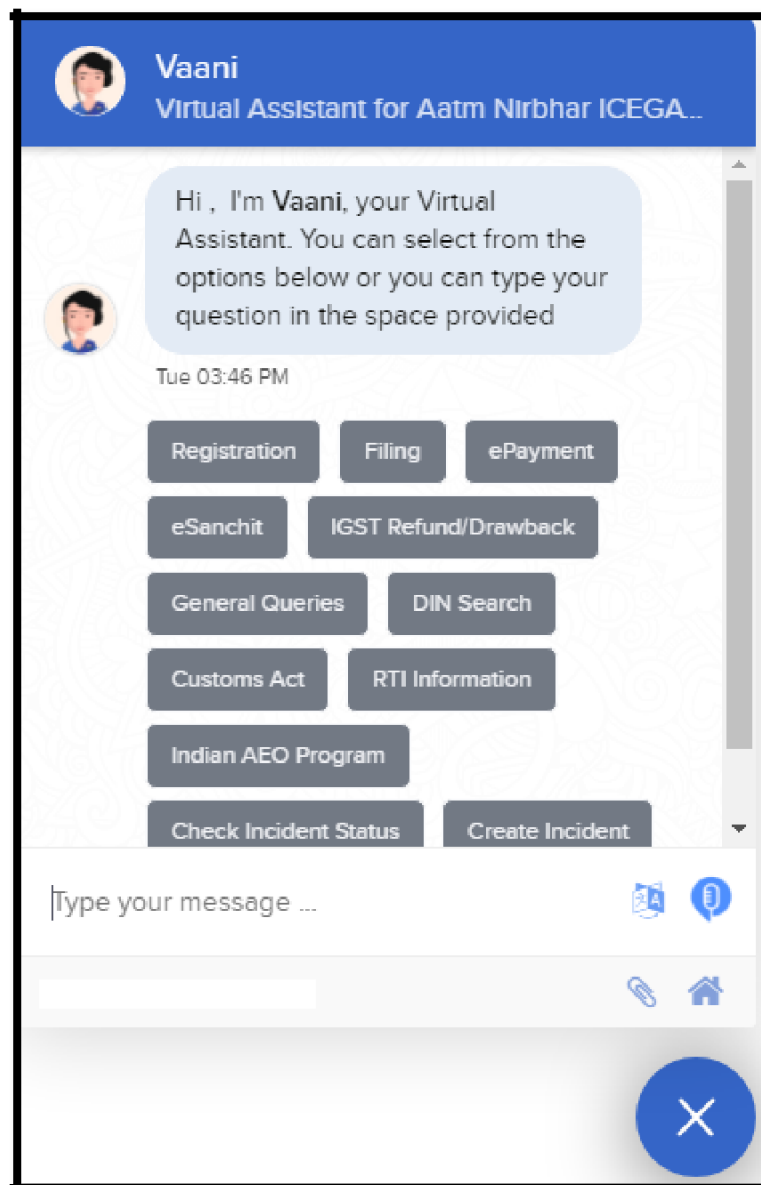 Vaani
Virtual Assistant for Aatm Nirbhar ICEGA...
Hi , I'm Vaani, your Virtual
Assistant. You can select from the
options below or you can type your
question in the space provided
Tue 03:46 PM
Registration Filing ePayment
eSanchit IGST Refund/Drawback
General Queries DIN Search
Customs Act RTI Information
Indian AEO Program
Check Incident Status Create Incident
Type your message ...